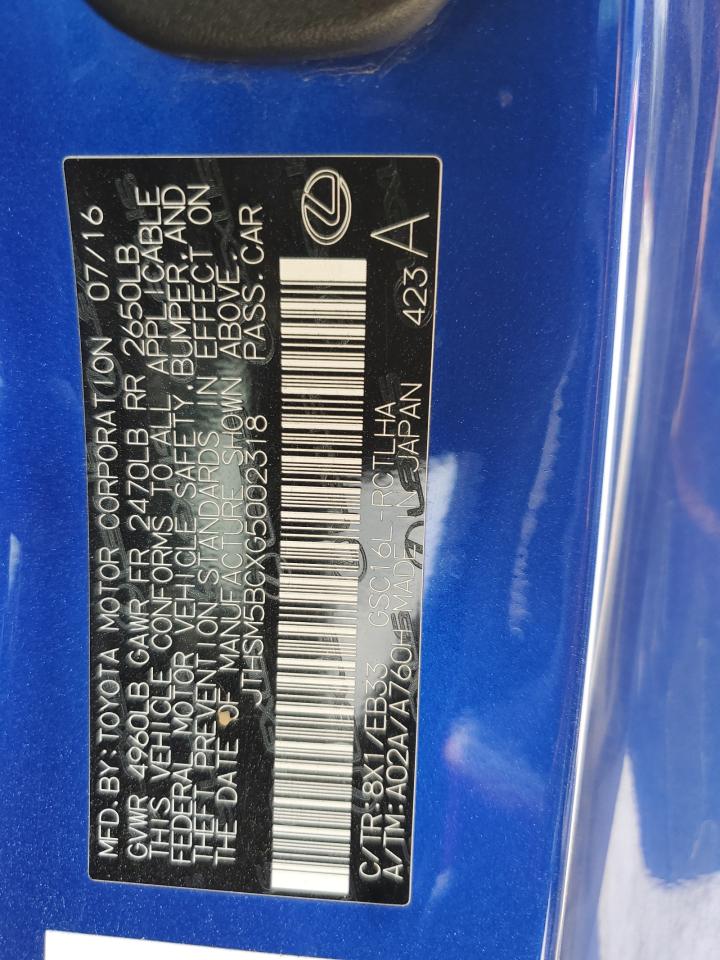 MFD. BY: TOYOTA MOTOR CORPORATION 07/16
GVWR 4960LB GAWR FR 2470LB RR 2650LB
THIS VEHICLE CONFORMS TO ALL APPLICABLE
FEDERAL MOTOR VEHICLE SAFETY, BUMPER, AND
THEFT PREVENTION STANDARDS IN EFFECT ON
THE DATE OF MANUFACTURE SHOWN ABOVE.
JTHSM5BCXG5002318 PASS. CAR
C/TR: 8X1/EB33 GSC16L-RCTLHA
A/TM: A02A/A760H MADE IN JAPAN
423 A